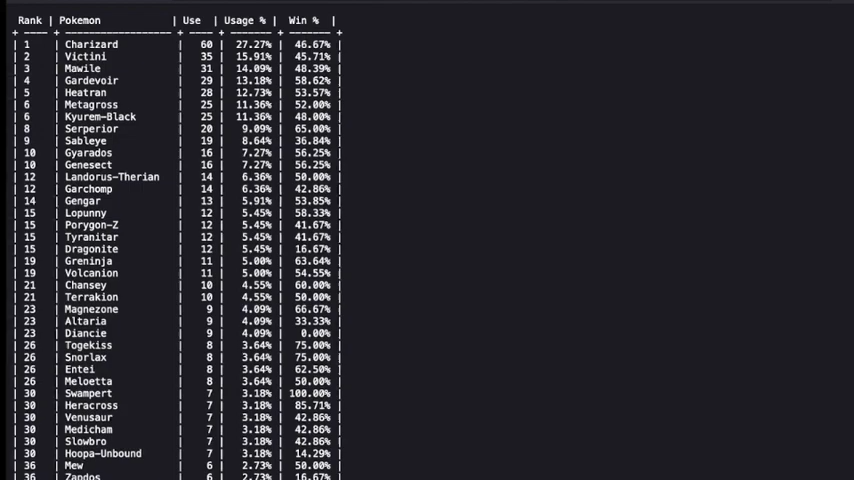 Rank | Pokemon | Use | Usage % | Win % |
+ ---- + ------------------ + ---- + ------- + ------- +
| 1 | Charizard | 60 | 27.27% | 46.67% |
| 2 | Victini | 35 | 15.91% | 45.71% |
| 3 | Mawile | 31 | 14.09% | 48.39% |
| 4 | Gardevoir | 29 | 13.18% | 58.62% |
| 5 | Heatran | 28 | 12.73% | 53.57% |
| 6 | Metagross | 25 | 11.36% | 52.00% |
| 6 | Kyurem-Black | 25 | 11.36% | 48.00% |
| 8 | Serperior | 20 | 9.09% | 65.00% |
| 9 | Sableye | 19 | 8.64% | 36.84% |
| 10 | Gyarados | 16 | 7.27% | 56.25% |
| 10 | Genesect | 16 | 7.27% | 56.25% |
| 12 | Landorus-Therian | 14 | 6.36% | 50.00% |
| 12 | Garchomp | 14 | 6.36% | 42.86% |
| 14 | Gengar | 13 | 5.91% | 53.85% |
| 15 | Lopunny | 12 | 5.45% | 58.33% |
| 15 | Porygon-Z | 12 | 5.45% | 41.67% |
| 15 | Tyranitar | 12 | 5.45% | 41.67% |
| 15 | Dragonite | 12 | 5.45% | 16.67% |
| 19 | Greninja | 11 | 5.00% | 63.64% |
| 19 | Volcanion | 11 | 5.00% | 54.55% |
| 21 | Chansey | 10 | 4.55% | 60.00% |
| 21 | Terrakion | 10 | 4.55% | 50.00% |
| 23 | Magnezone | 9 | 4.09% | 66.67% |
| 23 | Altaria | 9 | 4.09% | 33.33% |
| 23 | Diancie | 9 | 4.09% | 0.00% |
| 26 | Togekiss | 8 | 3.64% | 75.00% |
| 26 | Snorlax | 8 | 3.64% | 75.00% |
| 26 | Entei | 8 | 3.64% | 62.50% |
| 26 | Meloetta | 8 | 3.64% | 50.00% |
| 30 | Swampert | 7 | 3.18% | 100.00% |
| 30 | Heracross | 7 | 3.18% | 85.71% |
| 30 | Venusaur | 7 | 3.18% | 42.86% |
| 30 | Medicham | 7 | 3.18% | 42.86% |
| 30 | Slowbro | 7 | 3.18% | 42.86% |
| 30 | Hoopa-Unbound | 7 | 3.18% | 14.29% |
| 36 | Mew | 6 | 2.73% | 50.00% |
| 36 | Zapdos | 6 | 2.73% | 16.67% |